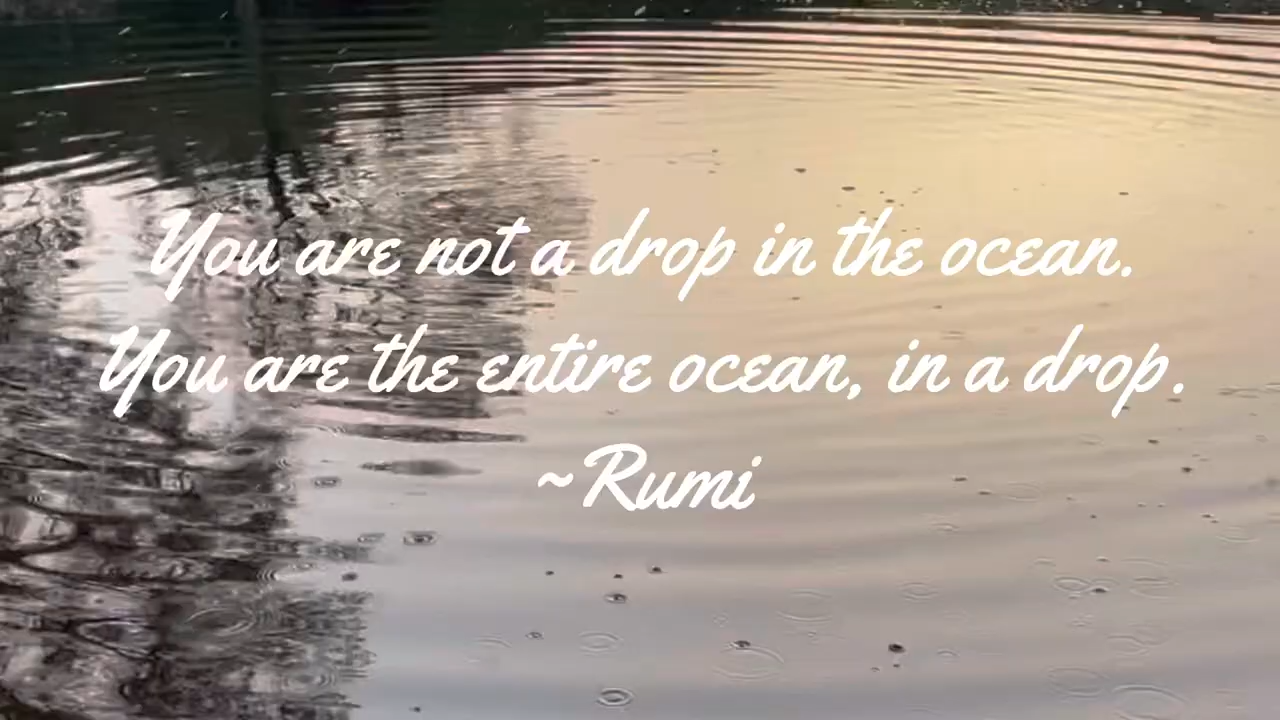 You are not a drop in the ocean.
You are the entire ocean, in a drop.
~Rumi